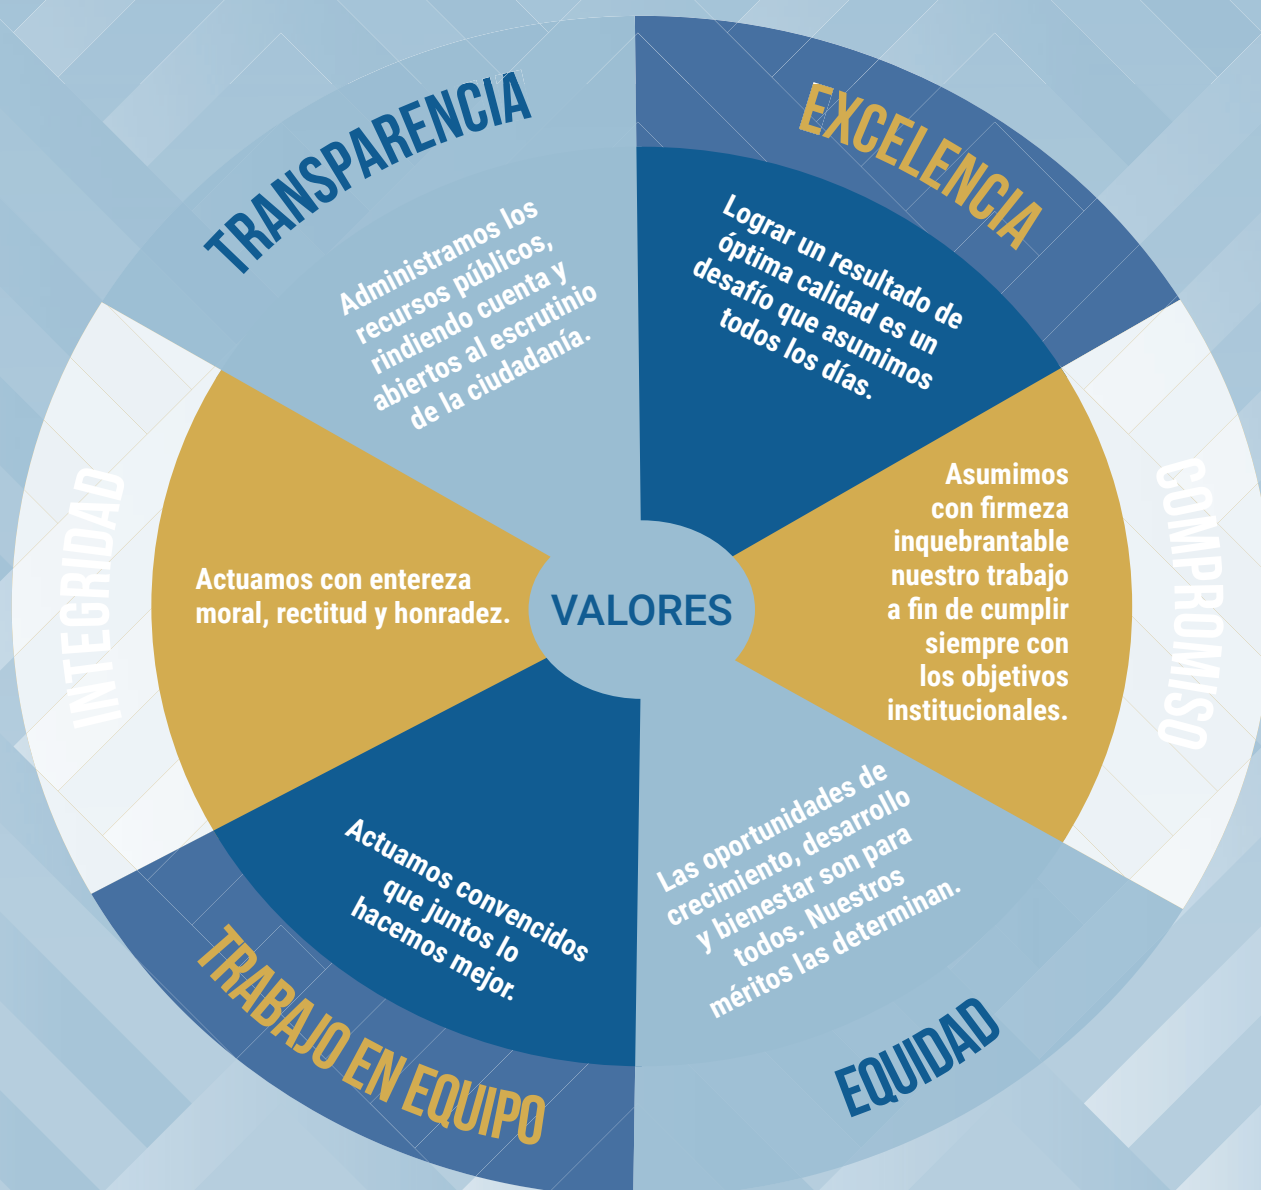 TRANSPARENCIA
Administramos los
recursos públicos,
rindiendo cuenta y
abiertos al escrutinio
de la ciudadanía.
EXCELENCIA
Lograr un resultado de
óptima calidad es un
desafío que asumimos
todos los días.
COMPROMISO
Asumimos
con firmeza
inquebrantable
nuestro trabajo
a fin de cumplir
siempre con
los objetivos
institucionales.
EQUIDAD
Las oportunidades de
crecimiento, desarrollo
y bienestar son para
todos. Nuestros
méritos las determinan.
TRABAJO EN EQUIPO
Actuamos convencidos
que juntos lo
hacemos mejor.
INTEGRIDAD
Actuamos con entereza
moral, rectitud y honradez.
VALORES